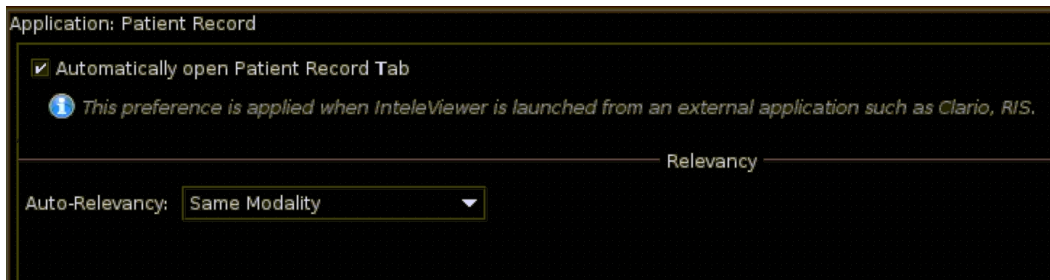 Application: Patient Record
Automatically open Patient Record Tab
This preference is applied when InteleViewer is launched from an external application such as Clario, RIS.
Relevancy
Auto-Relevancy: Same Modality